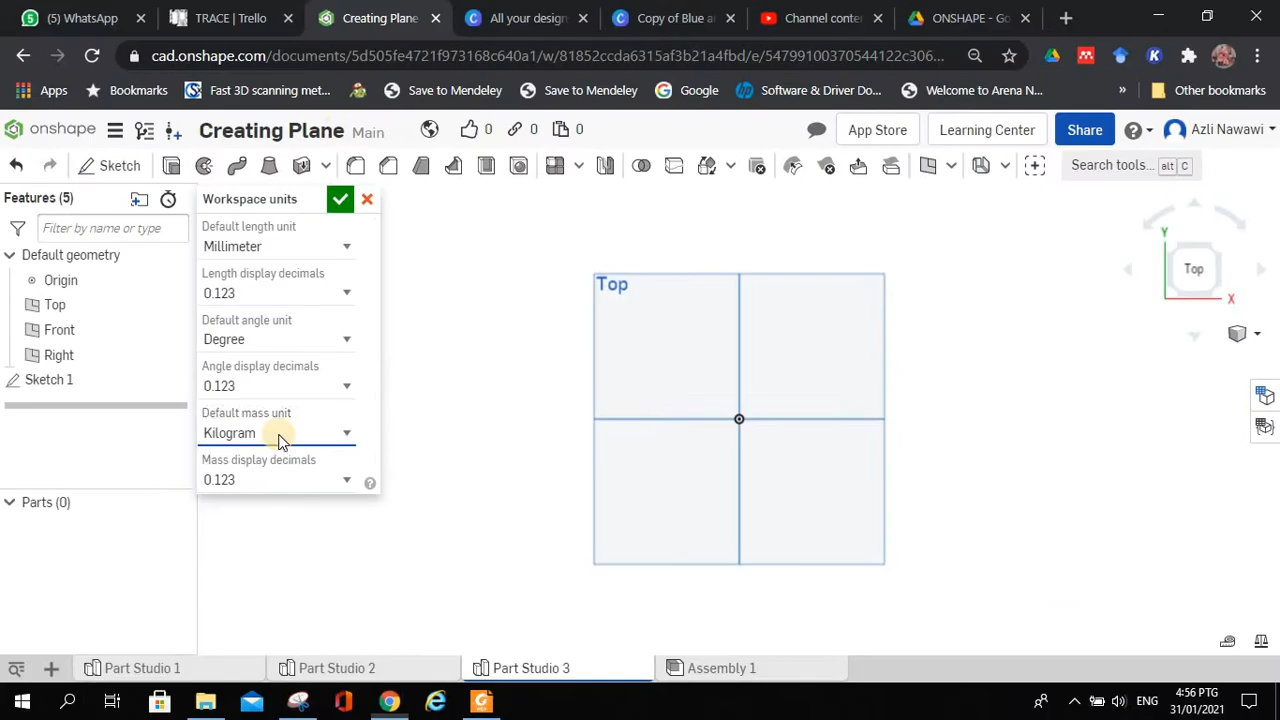 (1) WhatsApp
TRACE | Trello
Creating Plane
All your design
Copy of Blue an
Channel conte
ONSHAPE - Go
cad.onshape.com/documents/5d505fe4721f973168c640a1/w/81852ccda6315af3b21a4fbd/e/54799100370544122c3c306...
Apps
Bookmarks
Fast 3D scanning met...
Save to Mendeley
Save to Mendeley
Google
Software & Driver Do...
Welcome to Arena N...
»
Other bookmarks
onshape
Creating Plane
Main
0
0
0
App Store
Learning Center
Share
Azli Nawawi
Sketch
Search tools...
alt
C
Features (5)
Filter by name or type
Default geometry
Origin
Top
Front
Right
Sketch 1
Parts (0)
Workspace units
Default length unit
Millimeter
Length display decimals
0.123
Default angle unit
Degree
Angle display decimals
0.123
Default mass unit
Kilogram
Mass display decimals
0.123
Top
Y
Top
X
Part Studio 1
Part Studio 2
Part Studio 3
Assembly 1
ENG
4:56 PTG
31/01/2021